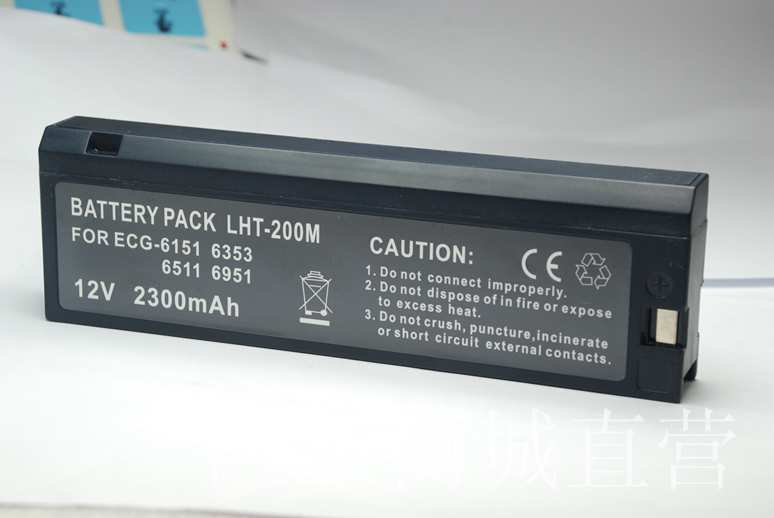 BATTERY PACK LHT-200M
FOR ECG-6151 6353
6511 6951
12V 2300mAh
CAUTION:
1. Do not connect improperly.
2. Do not dispose of in fire or expose
to excess heat.
3. Do not crush, puncture,incinerate
or short circuit external contacts.
CE
城直营